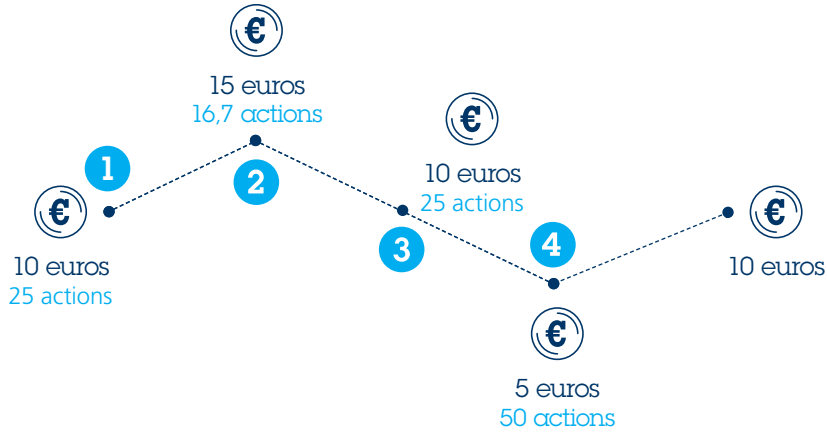 €
15 euros
16,7 actions
€
10 euros
25 actions
1
2
3
4
€
10 euros
25 actions
€
10 euros
€
5 euros
50 actions